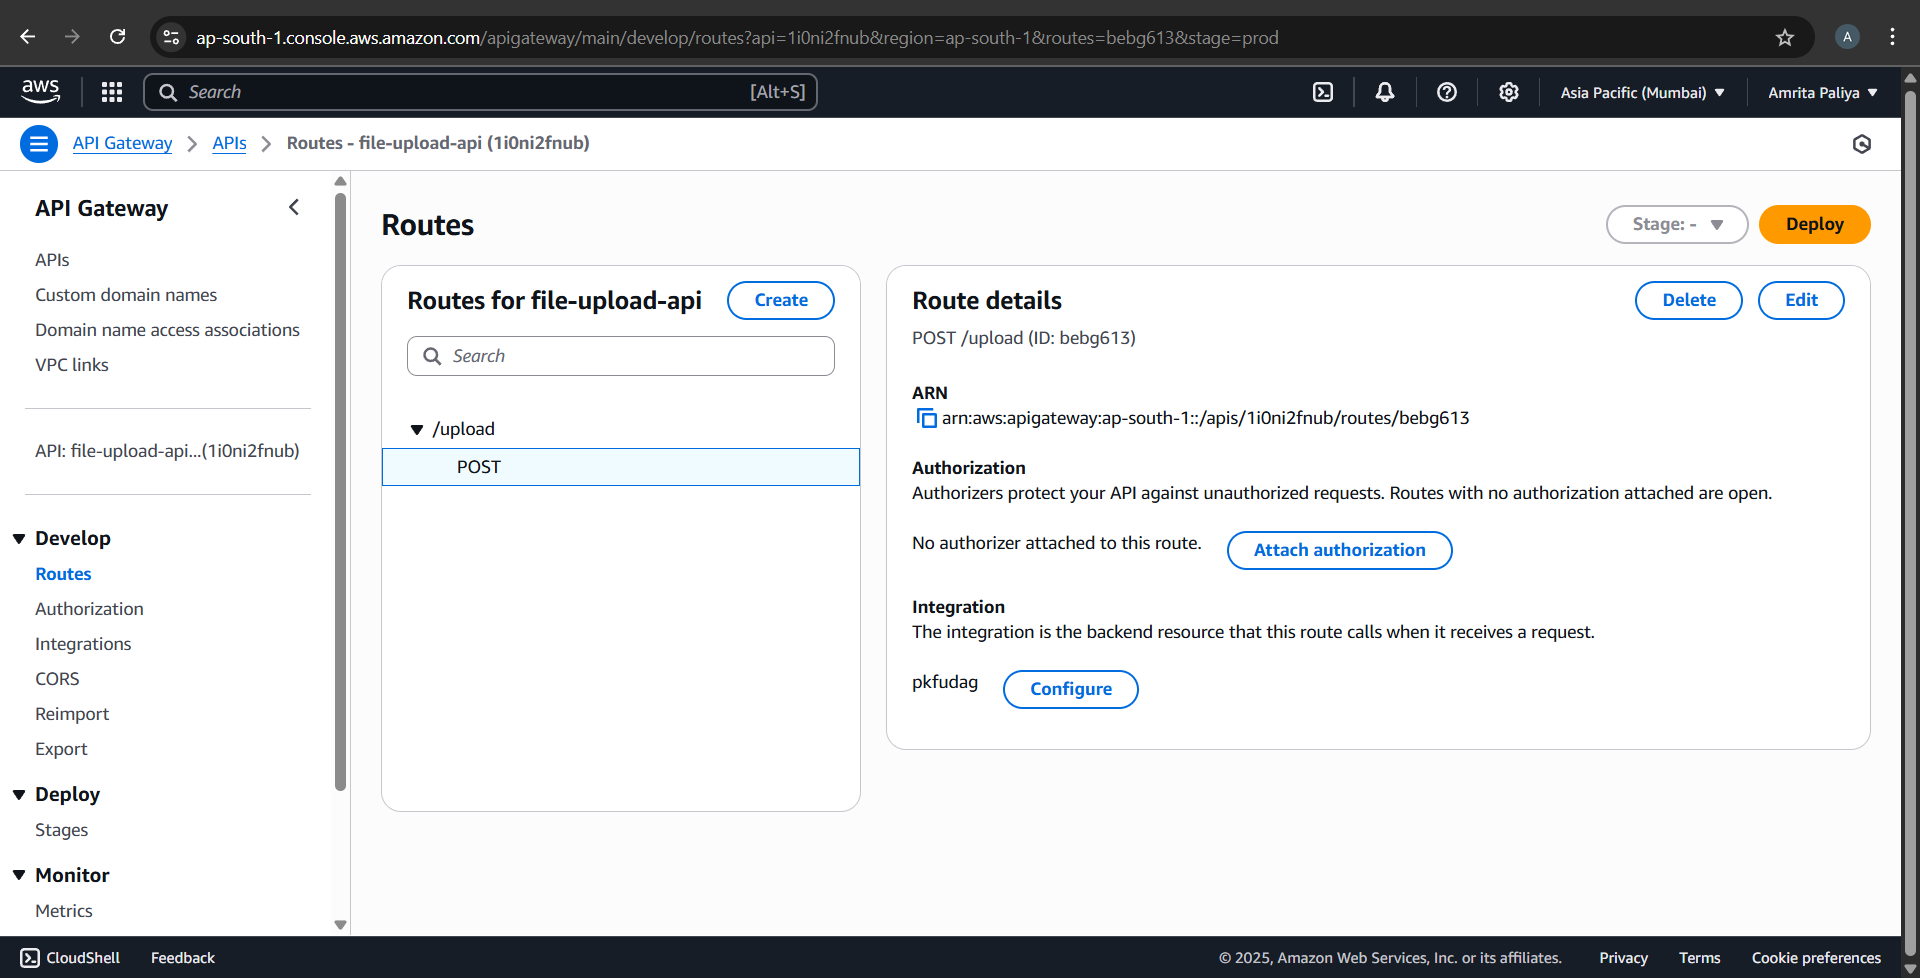 ap-south-1.console.aws.amazon.com/apigateway/main/develop/routes?api=1i0ni2fnub&region=ap-south-1&routes=bebg613&stage=prod
A
aws
Search
[Alt+S]
Asia Pacific (Mumbai)
Amrita Paliya
API Gateway
APIs
Routes - file-upload-api (1i0ni2fnub)
API Gateway
APIs
Custom domain names
Domain name access associations
VPC links
API: file-upload-api...(1i0ni2fnub)
Develop
Routes
Authorization
Integrations
CORS
Reimport
Export
Deploy
Stages
Monitor
Metrics
Routes
Stage: -
Deploy
Routes for file-upload-api
Create
Search
/upload
POST
Route details
Delete
Edit
POST /upload (ID: bebg613)
ARN
arn:aws:apigateway:ap-south-1::/apis/1i0ni2fnub/routes/bebg613
Authorization
Authorizers protect your API against unauthorized requests. Routes with no authorization attached are open.
No authorizer attached to this route.
Attach authorization
Integration
The integration is the backend resource that this route calls when it receives a request.
pkfudag
Configure
CloudShell
Feedback
© 2025, Amazon Web Services, Inc. or its affiliates.
Privacy
Terms
Cookie preferences